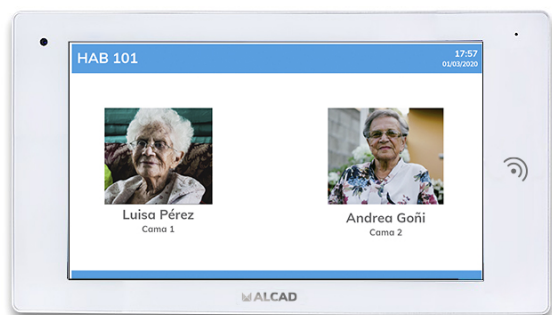 HAB 101
17:57
01/03/2020
Luisa Pérez
Cama 1
Andrea Goñi
Cama 2
ALCAD